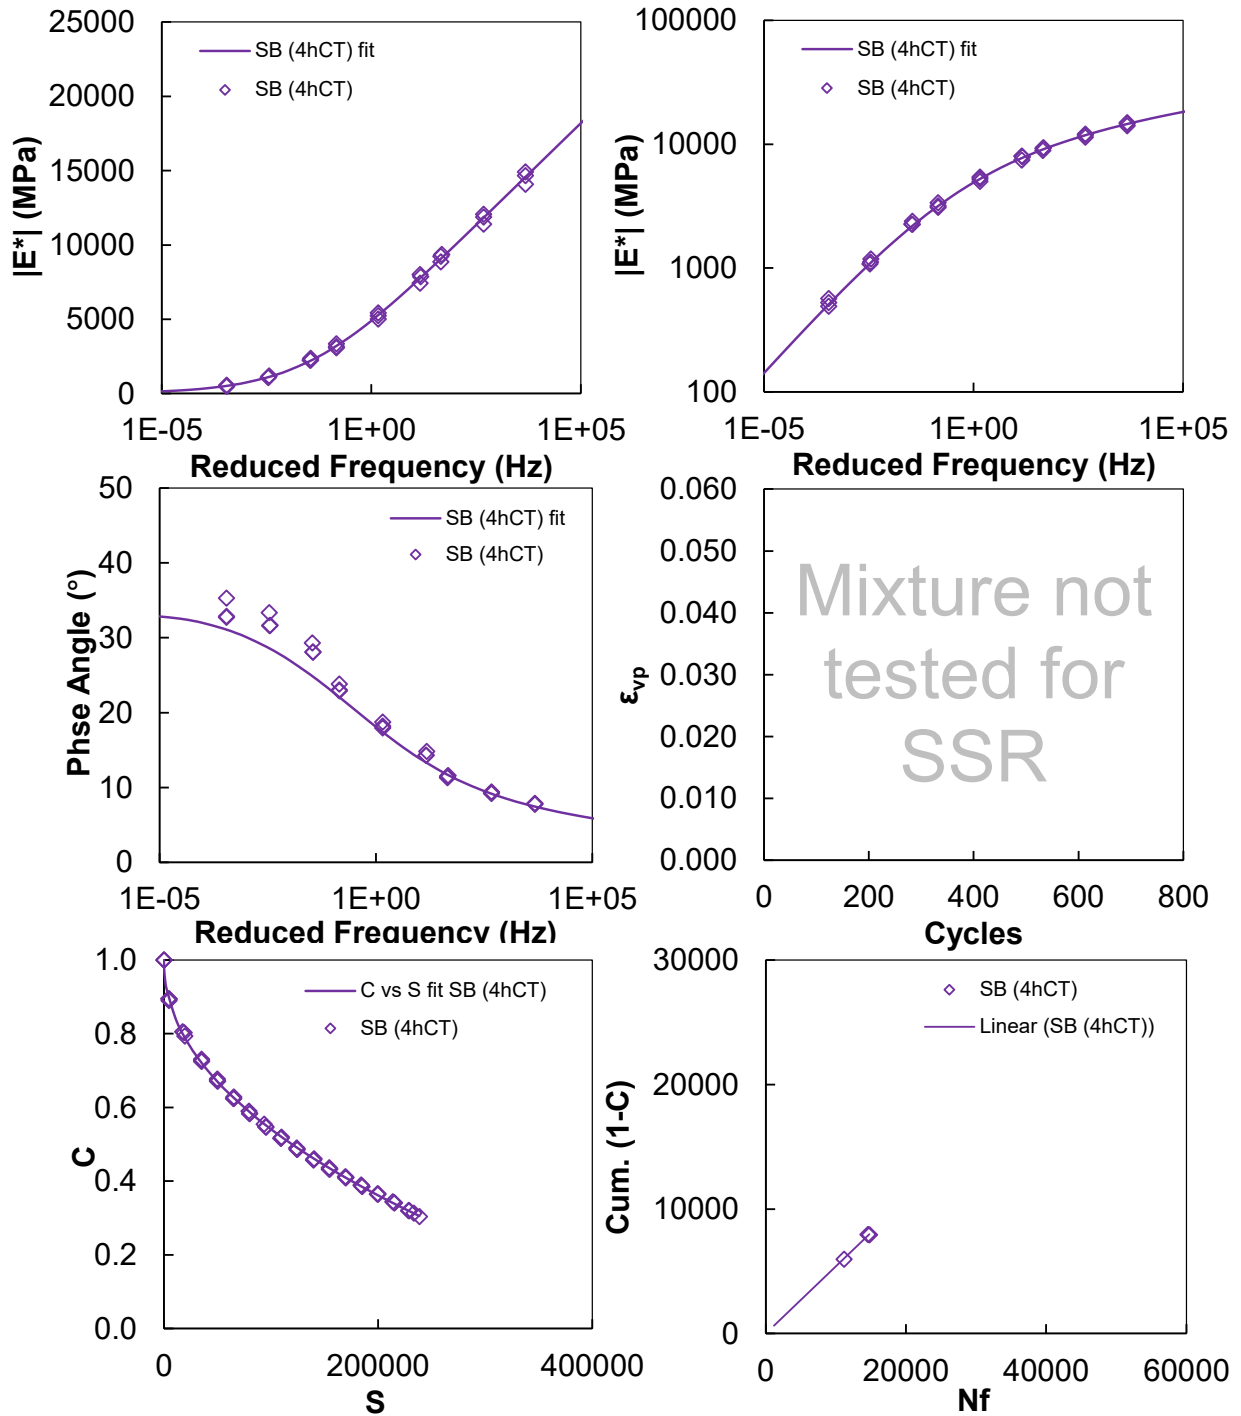 25000
20000
15000
10000
5000
0
|E*| (MPa)
SB (4hCT) fit
SB (4hCT)
1E-05
1E+00
1E+05
Reduced Frequency (Hz)
100000
10000
1000
100
|E*| (MPa)
SB (4hCT) fit
SB (4hCT)
1E-05
1E+00
1E+05
Reduced Frequency (Hz)
50
40
30
20
10
0
Phse Angle (°)
SB (4hCT) fit
SB (4hCT)
1E-05
1E+00
1E+05
Reduced Frequency (Hz)
0.060
0.050
0.040
0.030
0.020
0.010
0.000
εvp
Mixture not
tested for
SSR
0
200
400
600
800
Cycles
1.0
0.8
0.6
0.4
0.2
0.0
C
C vs S fit SB (4hCT)
SB (4hCT)
0
200000
400000
S
30000
20000
10000
0
Cum. (1-C)
SB (4hCT)
Linear (SB (4hCT))
0
20000
40000
60000
Nf